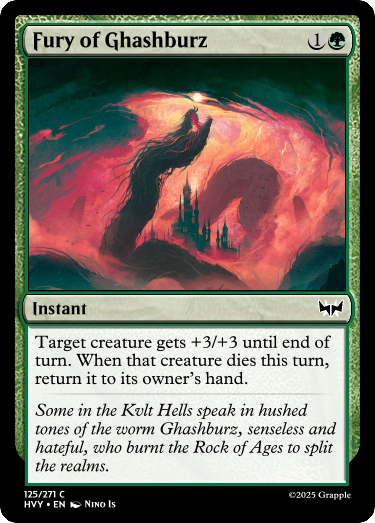 Fury of Ghashburz
1
Instant
Target creature gets +3/+3 until end of
turn. When that creature dies this turn,
return it to its owner's hand.
Some in the Kvlt Hells speak in hushed
tones of the worm Ghashburz, senseless and
hateful, who burnt the Rock of Ages to split
the realms.
125/271 C
HVY • EN Nino Is
©2025 Grapple